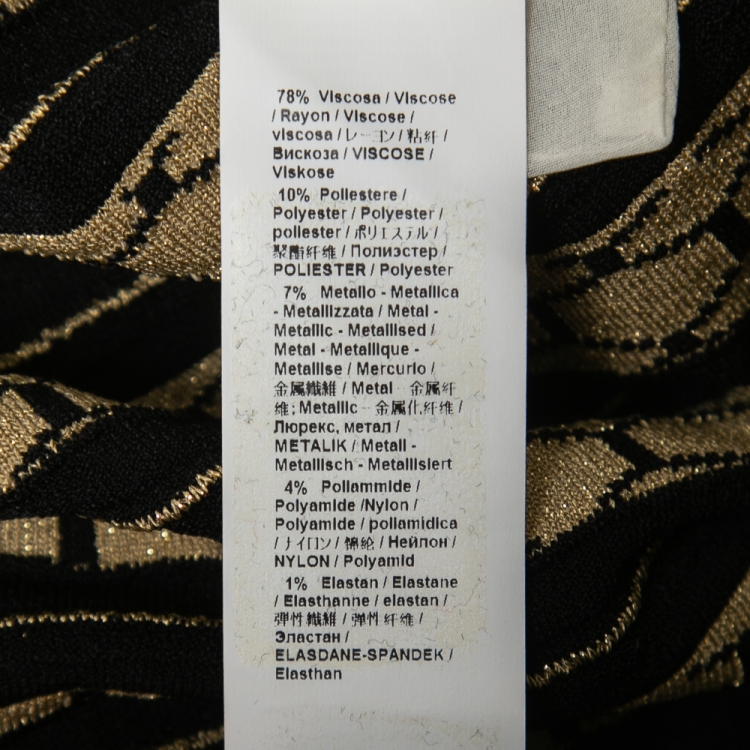 78% Viscosa / Viscose
/ Rayon / Viscose /
viscosa / レーヨン / 粘纤 /
Вискоза / VISCOSE /
Viskose
10% Poliestere /
Polyester / Polyester /
poliester / ポリエステル /
聚酯纤维 / Полиэстер /
POLIESTER / Polyester
7% Metallo - Metallica
- Metallizzata / Metal -
Metallic - Metallised /
Metal - Metallique -
Metallise / Mercurio /
金属繊維 / Metal 金属纤
维; Metallic 金属化纤维 /
Люрекс, метал /
METALIK / Metall -
Metallisch - Metallisiert
4% Poliammide /
Polyamide /Nylon /
Polyamide / poliamidica
/ ナイロン / 锦纶 / Нейлон /
NYLON / Polyamid
1% Elastan / Elastane
/ Elasthanne / elastan /
弾性繊維 / 弹性纤维 /
Эластан /
ELASDANE-SPANDEK /
Elasthan